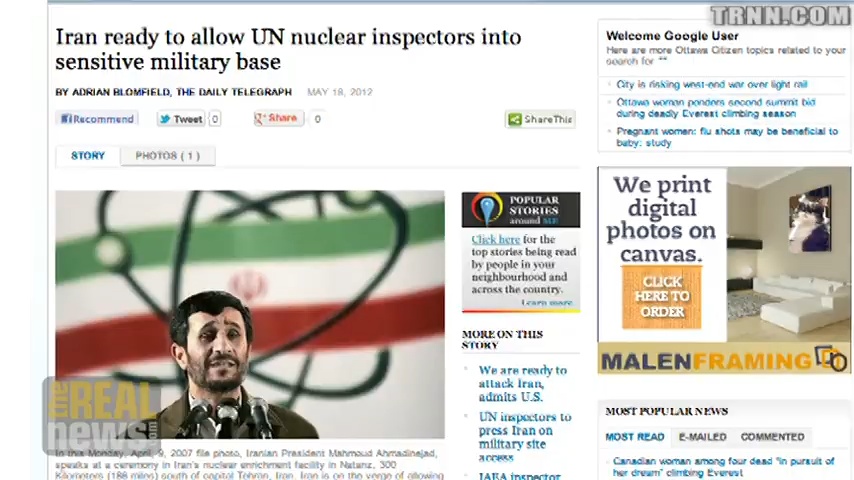 TRNN.COM
Iran ready to allow UN nuclear inspectors into
sensitive military base
BY ADRIAN BLOMFIELD, THE DAILY TELEGRAPH MAY 18, 2012
Recommend
Tweet 0
Share 0
ShareThis
STORY
PHOTOS ( 1 )
In this Monday, April, 9, 2007 file photo, Iranian President Mahmoud Ahmadinejad,
speaks at a ceremony in Iran's nuclear enrichment facility in Natanz, 300
Kilometers (188 miles) south of capital Tehran, Iran. Iran is on the verge of allowing
the REAL
news.com
POPULAR
STORIES
around ME
Click here for the
top stories being read
by people in your
neighbourhood and
across the country.
Learn more
MORE ON THIS
STORY
We are ready to
attack Iran,
admits U.S.
UN inspectors to
press Iran on
military site
access
IAEA inspector
Welcome Google User
Here are more Ottawa Citizen topics related to your
search for ""
City is risking west-end war over light rail
Ottawa woman ponders second summit bid
during deadly Everest climbing season
Pregnant women: flu shots may be beneficial to
baby: study
We print
digital
photos on
canvas.
CLICK
HERE TO
ORDER
MALENFRAMING
MOST POPULAR NEWS
MOST READ
E-MAILED
COMMENTED
Canadian woman among four dead "in pursuit of
her dream" climbing Everest